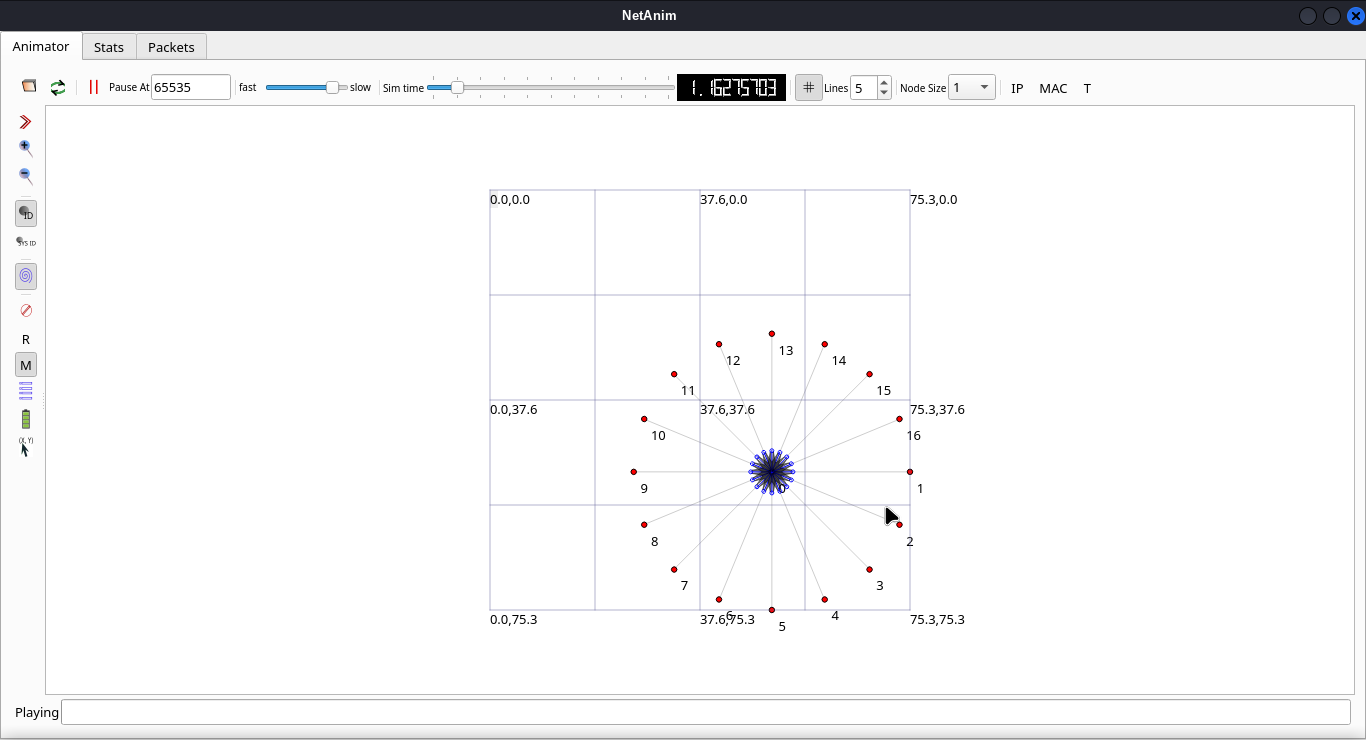 NetAnim
Animator Stats Packets
Pause At 65535 fast slow Sim time 1.16275703 # Lines 5 Node Size 1 IP MAC T
ID
SYS ID
R
M
(X, Y)
0.0,0.0 37.6,0.0 75.3,0.0
13
12 14
11 15
0.0,37.6 37.6,37.6 75.3,37.6
10 16
9 0 1
8 2
7 3
6 4
0.0,75.3 37.6,75.3 75.3,75.3
5
Playing